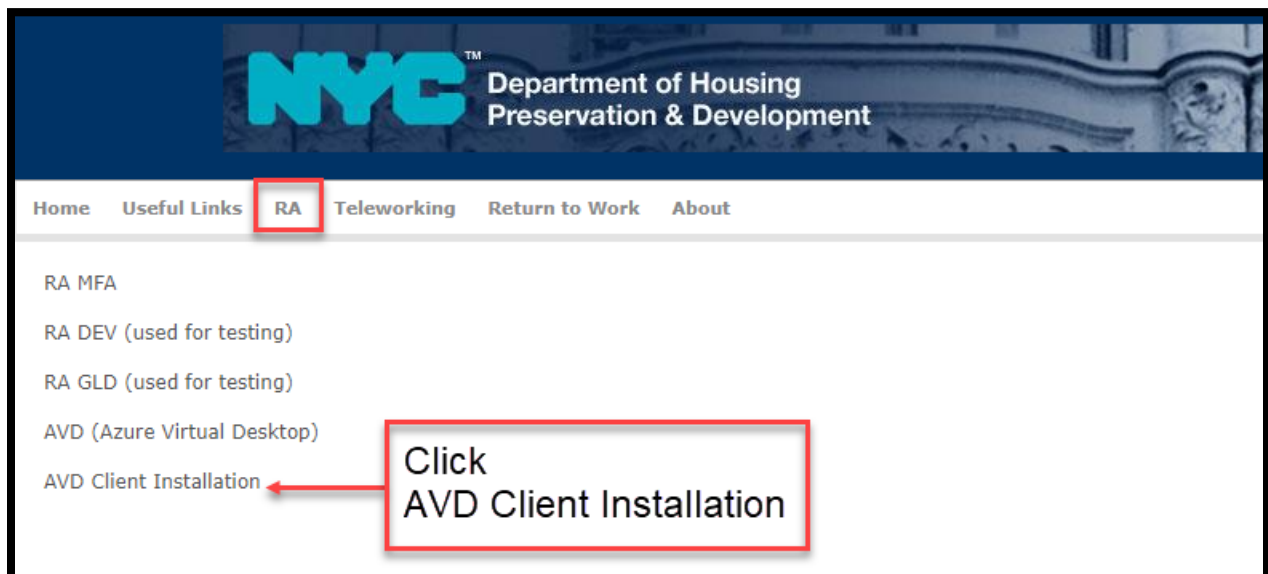 NYC™
Department of Housing
Preservation & Development
Home Useful Links RA Teleworking Return to Work About
RA MFA
RA DEV (used for testing)
RA GLD (used for testing)
AVD (Azure Virtual Desktop)
AVD Client Installation
Click
AVD Client Installation